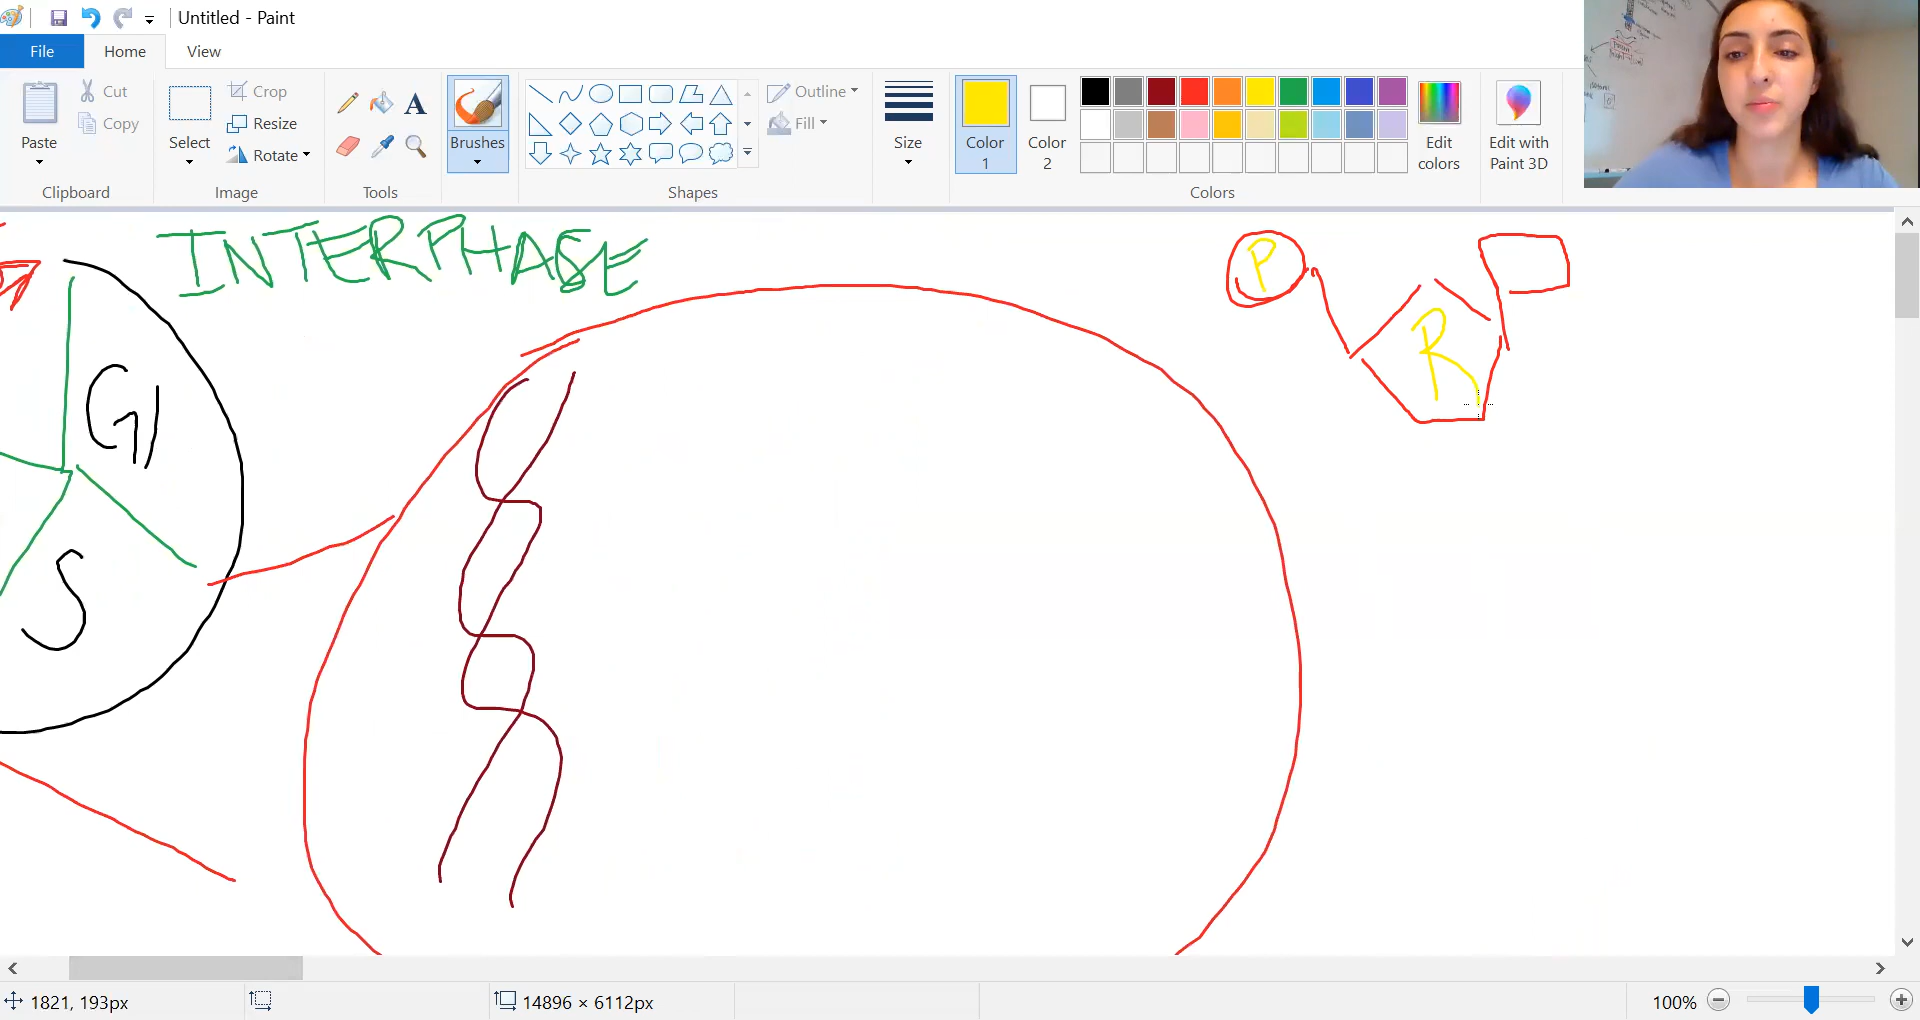 Untitled - Paint
File Home View
Paste
Cut
Copy
Clipboard
Select
Crop
Resize
Rotate
Image
Tools
Brushes
Shapes
Outline
Fill
Size
Color 1
Color 2
Colors
Edit colors
Edit with Paint 3D
INTERPHASE
P
R
G1
S
1821, 193px
14896 × 6112px
100%